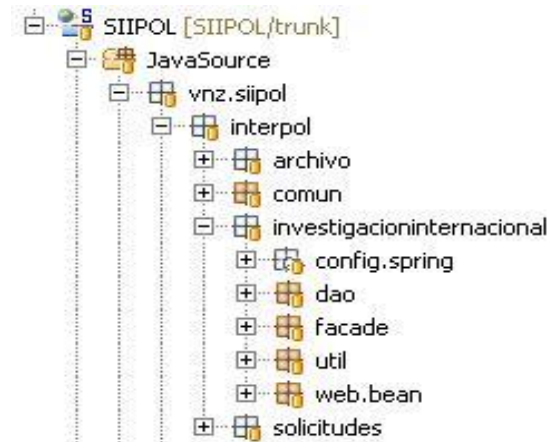 SIIPOL [SIIPOL/trunk]
JavaSource
vnz.siipol
interpol
archivo
comun
investigacioninternacional
config.spring
dao
facade
util
web.bean
solicitudes